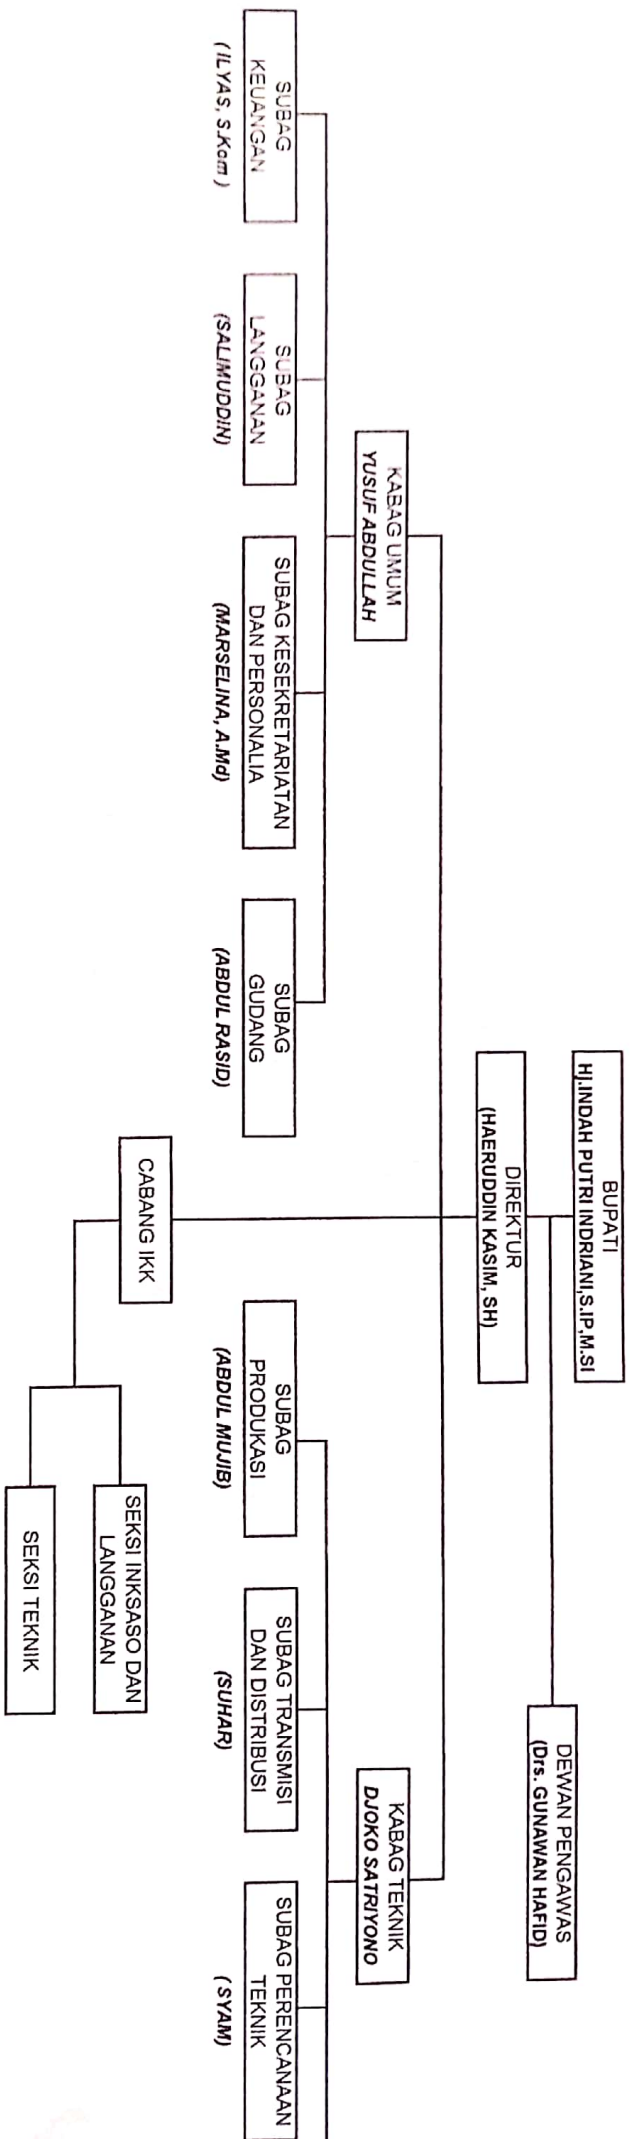 BUPATI
Hj.INDAH PUTRI INDRIANI,S.IP,M.SI
DEWAN PENGAWAS
(Drs. GUNAWAN HAFID)
DIREKTUR
(HAERUDDIN KASIM, SH)
KABAG UMUM
YUSUF ABDULLAH
KABAG TEKNIK
DJOKO SATRIYONO
SUBAG
KEUANGAN
(ILYAS, S.Kom )
SUBAG
LANGGANAN
(SALIMUDDIN)
SUBAG KESEKRETARIATAN
DAN PERSONALIA
(MARSELINA, A.Md)
SUBAG
GUDANG
(ABDUL RASID)
SUBAG
PRODUKASI
(ABDUL MUJIB)
SUBAG TRANSMISI
DAN DISTRIBUSI
(SUHAR)
SUBAG PERENCANAAN
TEKNIK
( SYAM)
CABANG IKK
SEKSI INKSASO DAN
LANGGANAN
SEKSI TEKNIK